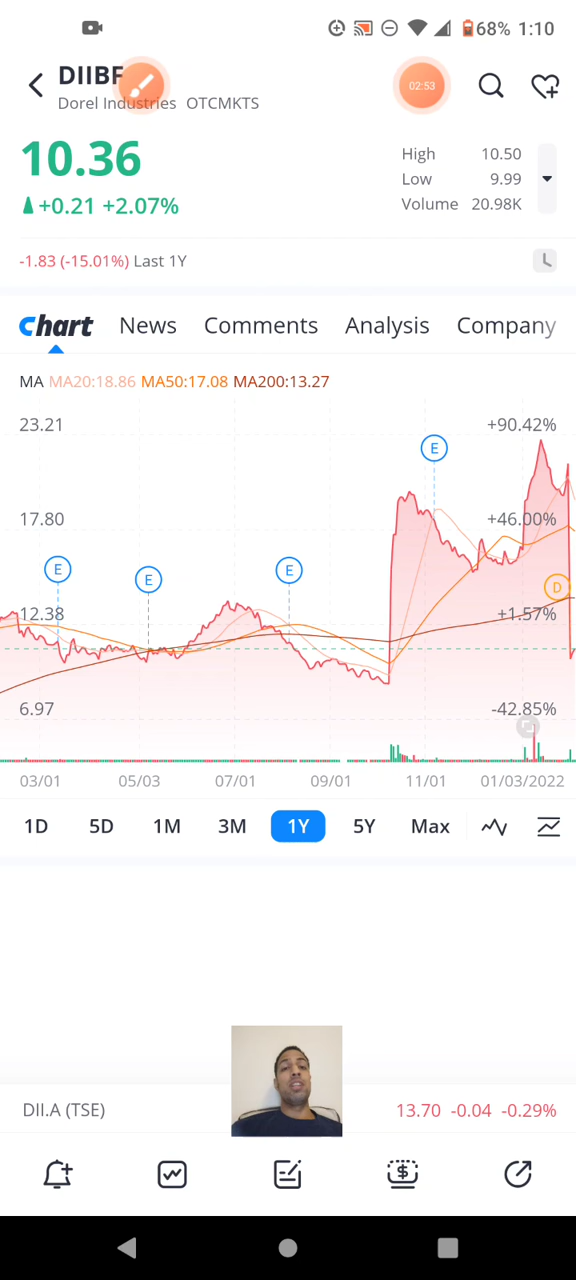 68% 1:10
DIIBF
02:53
Dorel Industries OTCMKTS
10.36
+0.21 +2.07%
High 10.50
Low 9.99
Volume 20.98K
-1.83 (-15.01%) Last 1Y
Chart News Comments Analysis Company
MA MA20:18.86 MA50:17.08 MA200:13.27
23.21 +90.42%
E
17.80 +46.00%
E E E
D
12.38 +1.57%
6.97 -42.85%
03/01 05/03 07/01 09/01 11/01 01/03/2022
1D 5D 1M 3M 1Y 5Y Max
DII.A (TSE) 13.70 -0.04 -0.29%
$